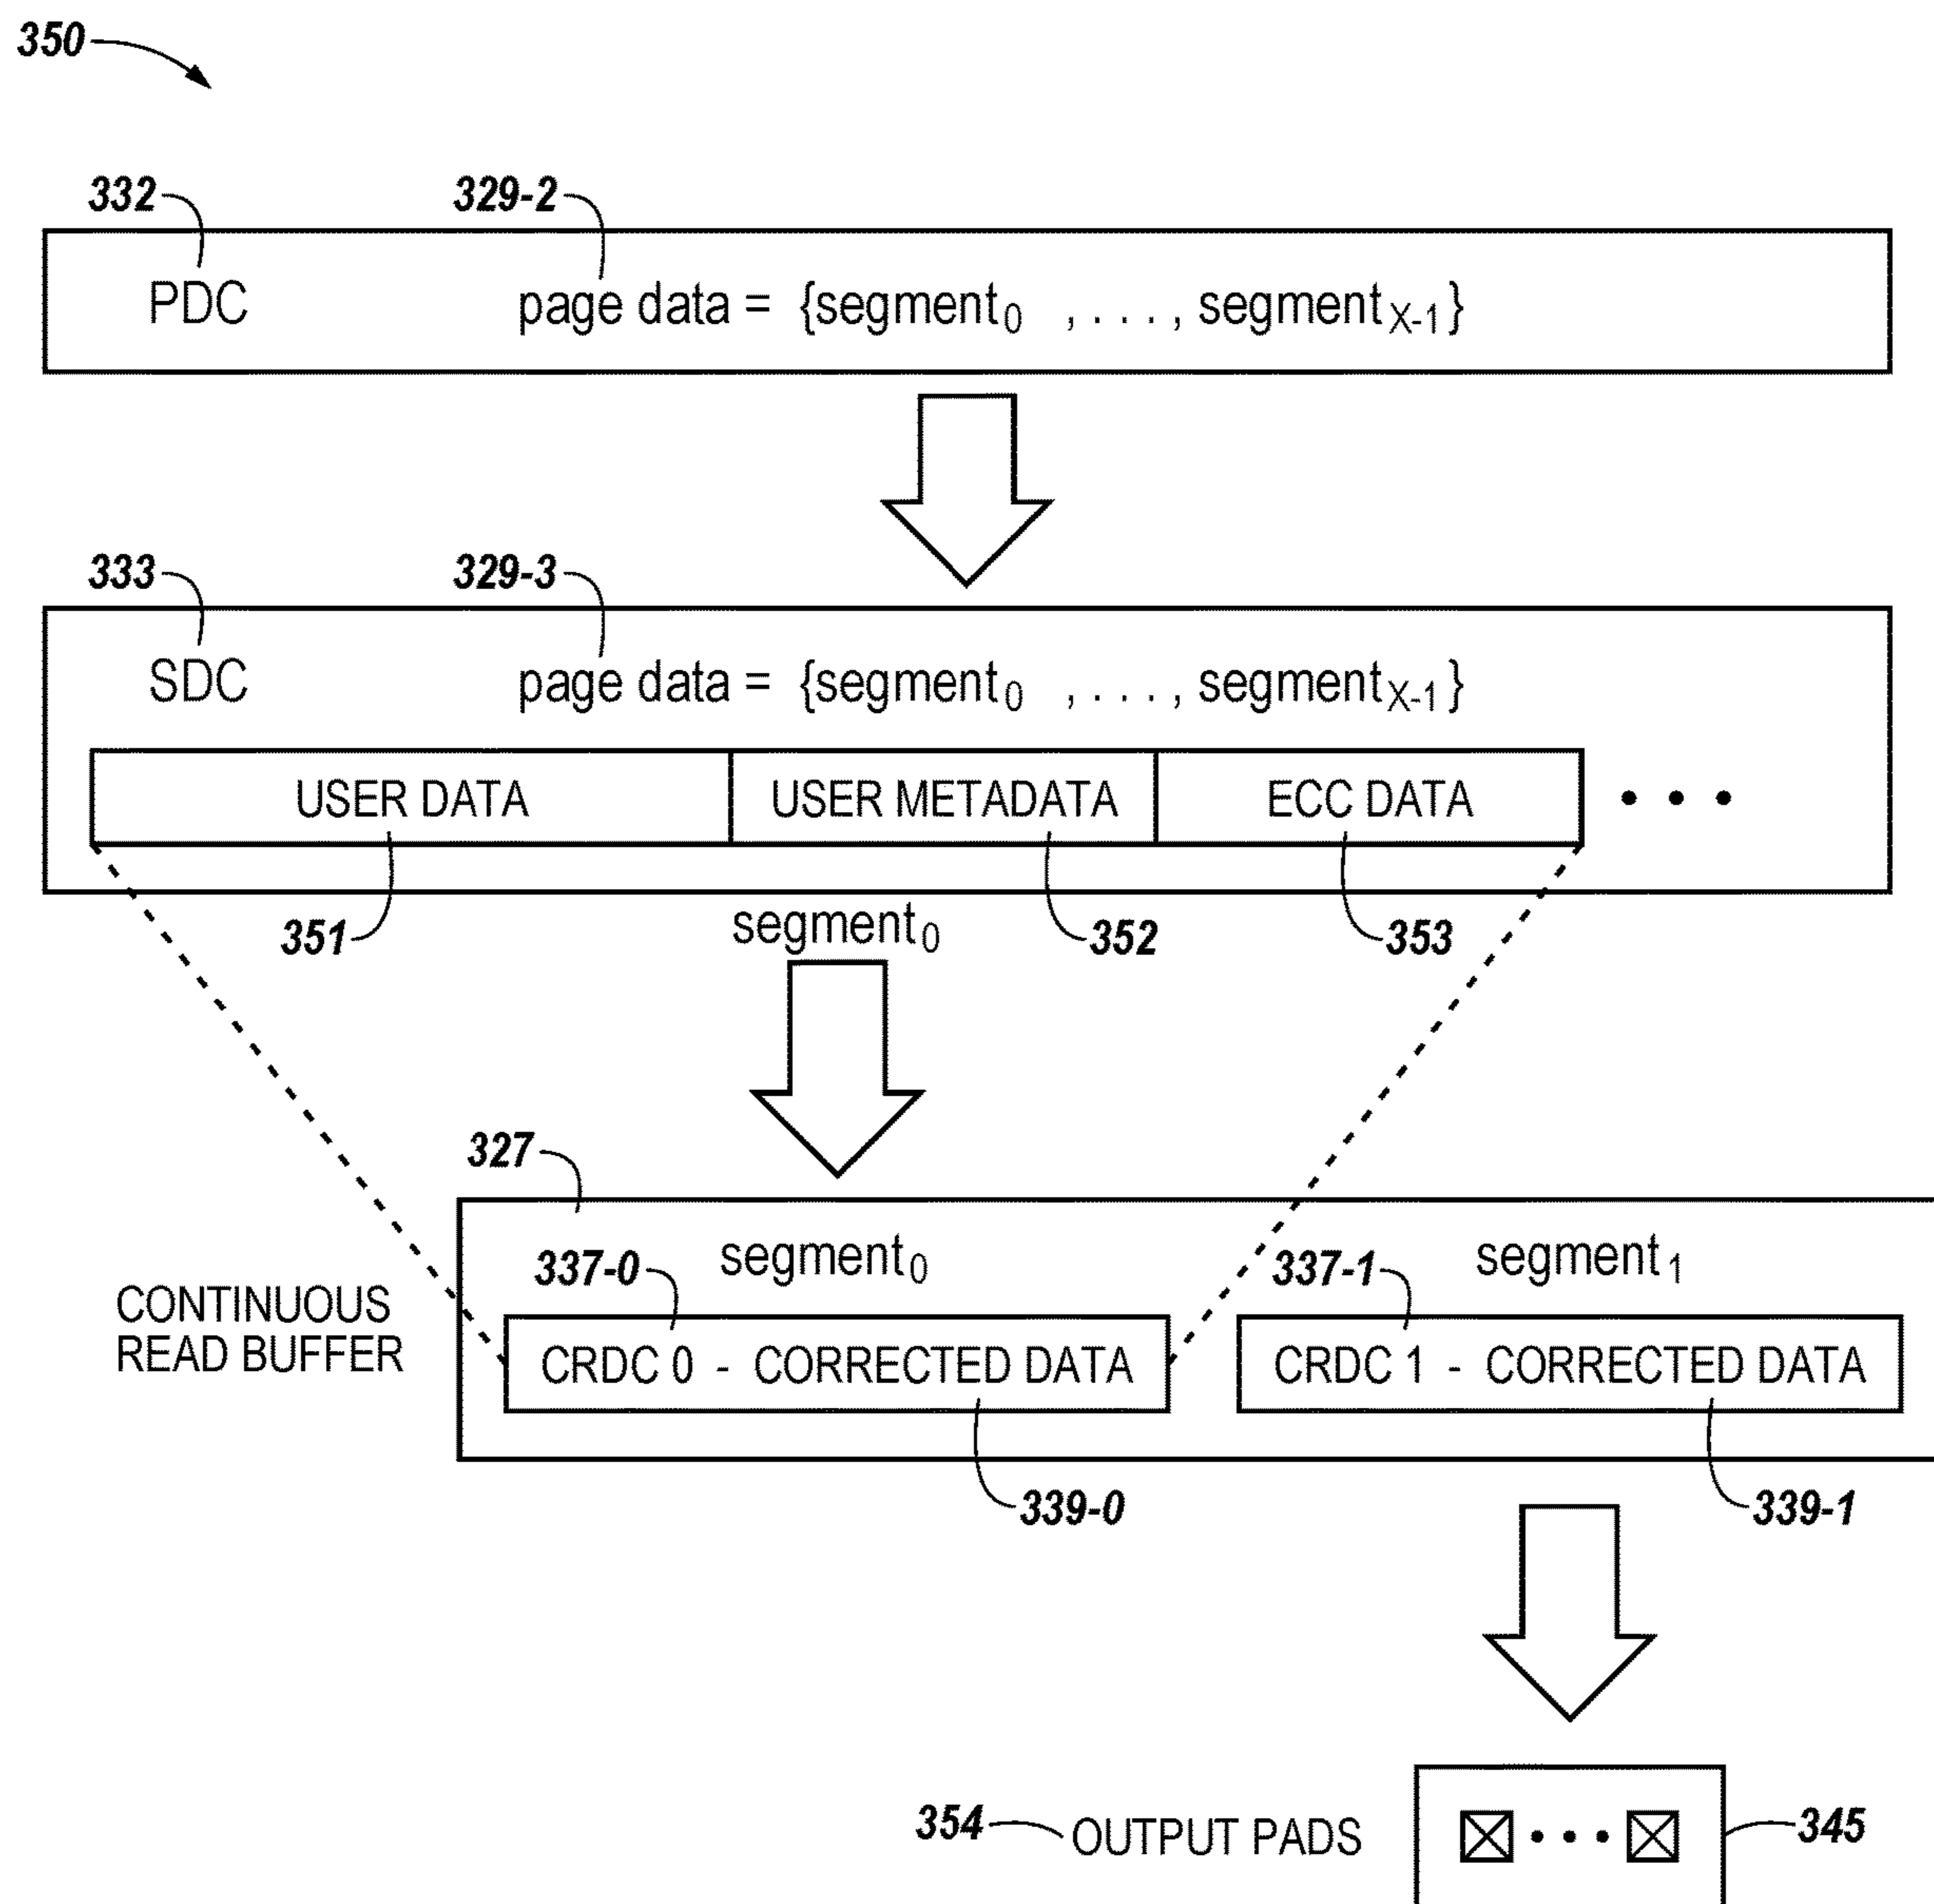 350
332 329-2
PDC page data = {segment0 , . . . , segmentX-1}
333 329-3
SDC page data = {segment0 , . . . , segmentX-1}
USER DATA USER METADATA ECC DATA • • •
351 segment0 352 353
327
337-0 segment0 337-1 segment1
CONTINUOUS
READ BUFFER
CRDC 0 - CORRECTED DATA CRDC 1 - CORRECTED DATA
339-0 339-1
354 OUTPUT PADS • • • 345